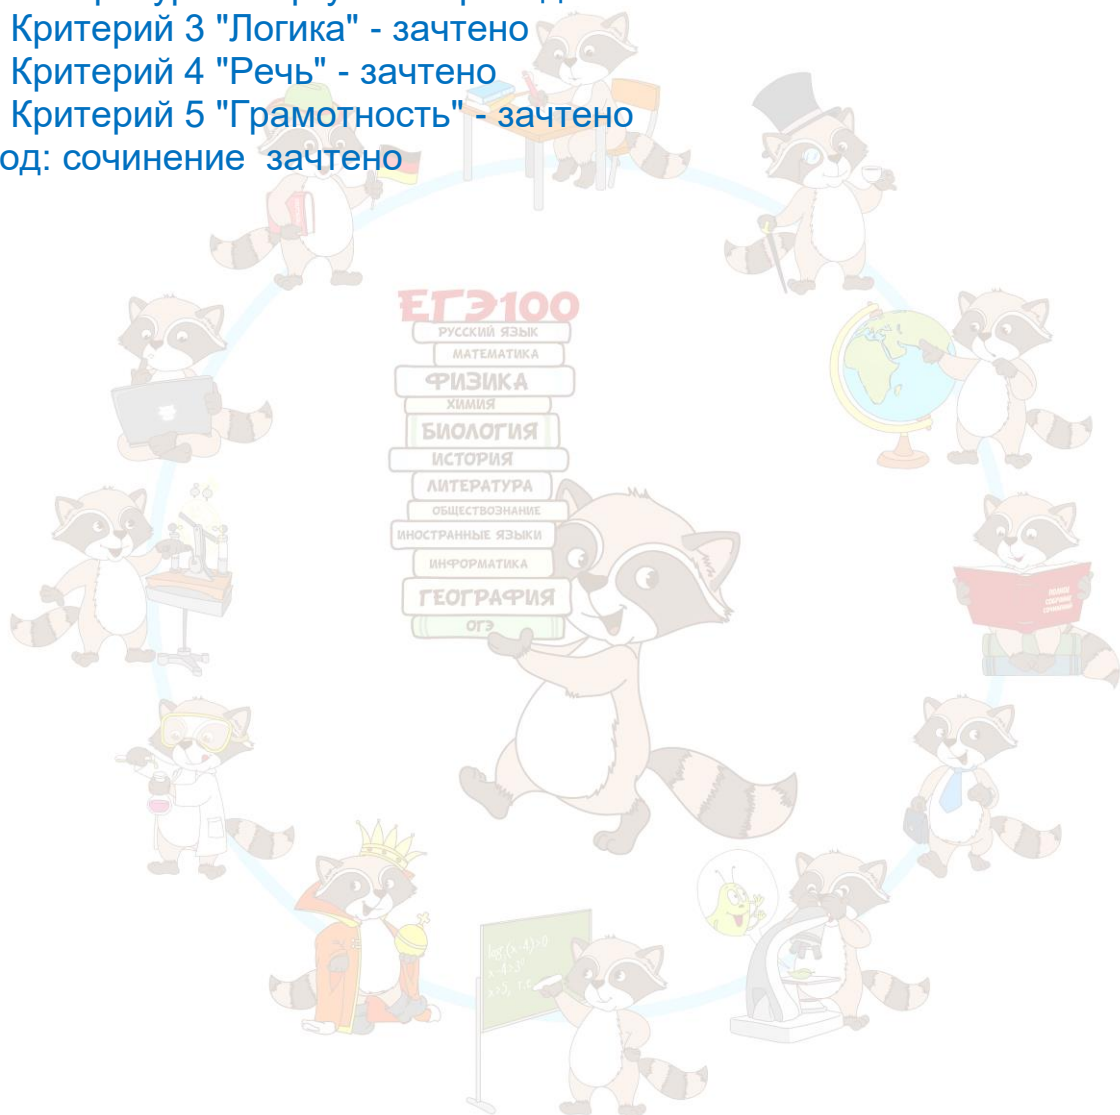 Критерий 3 "Логика" - зачтено
Критерий 4 "Речь" - зачтено
Критерий 5 "Грамотность" - зачтено
од: сочинение зачтено
ЕГЭ100
РУССКИЙ ЯЗЫК
МАТЕМАТИКА
ФИЗИКА
ХИМИЯ
БИОЛОГИЯ
ИСТОРИЯ
ЛИТЕРАТУРА
ОБЩЕСТВОЗНАНИЕ
ИНОСТРАННЫЕ ЯЗЫКИ
ИНФОРМАТИКА
ГЕОГРАФИЯ
ОГЭ